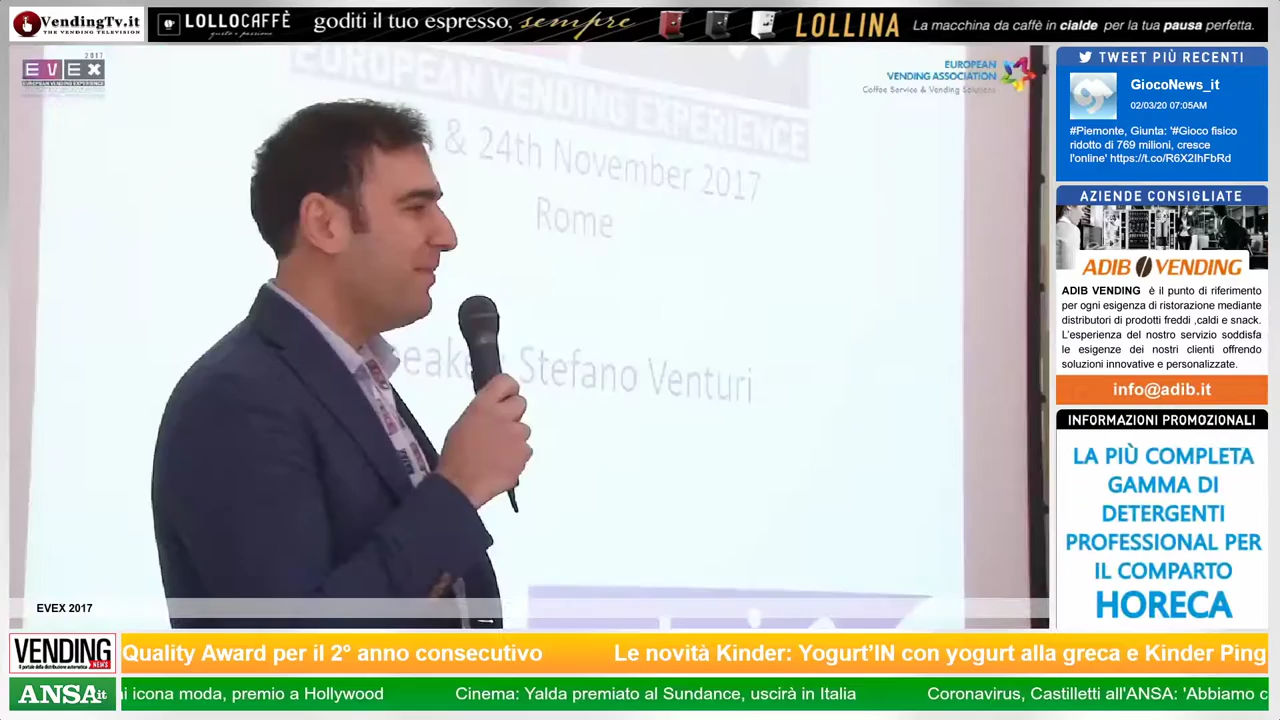 VendingTv.it
THE VENDING TELEVISION
LOLLOCAFFÈ
gusto e passione
goditi il tuo espresso, sempre
LOLLINA
La macchina da caffè in cialde per la tua pausa perfetta.
2017
EVEX
EUROPEAN VENDING EXPERIENCE
EUROPEAN
VENDING ASSOCIATION
Coffee Service & Vending Solutions
EXPERIENCE
& 24th November 2017
Rome
Stefano Venturi
EVEX 2017
TWEET PIÙ RECENTI
GiocoNews_it
02/03/20 07:05AM
#Piemonte, Giunta: '#Gioco fisico
ridotto di 769 milioni, cresce
l'online' https://t.co/R6X2IhFbRd
AZIENDE CONSIGLIATE
ADIB VENDING
ADIB VENDING è il punto di riferimento
per ogni esigenza di ristorazione mediante
distributori di prodotti freddi ,caldi e snack.
L'esperienza del nostro servizio soddisfa
le esigenze dei nostri clienti offrendo
soluzioni innovative e personalizzate.
info@adib.it
INFORMAZIONI PROMOZIONALI
LA PIÙ COMPLETA
GAMMA DI
DETERGENTI
PROFESSIONAL PER
IL COMPARTO
HORECA
VENDING
NEWS
Il portale della distribuzione automatica
Quality Award per il 2° anno consecutivo Le novità Kinder: Yogurt'IN con yogurt alla greca e Kinder Ping
ANSA.it
icona moda, premio a Hollywood Cinema: Yalda premiato al Sundance, uscirà in Italia Coronavirus, Castilletti all'ANSA: 'Abbiamo c